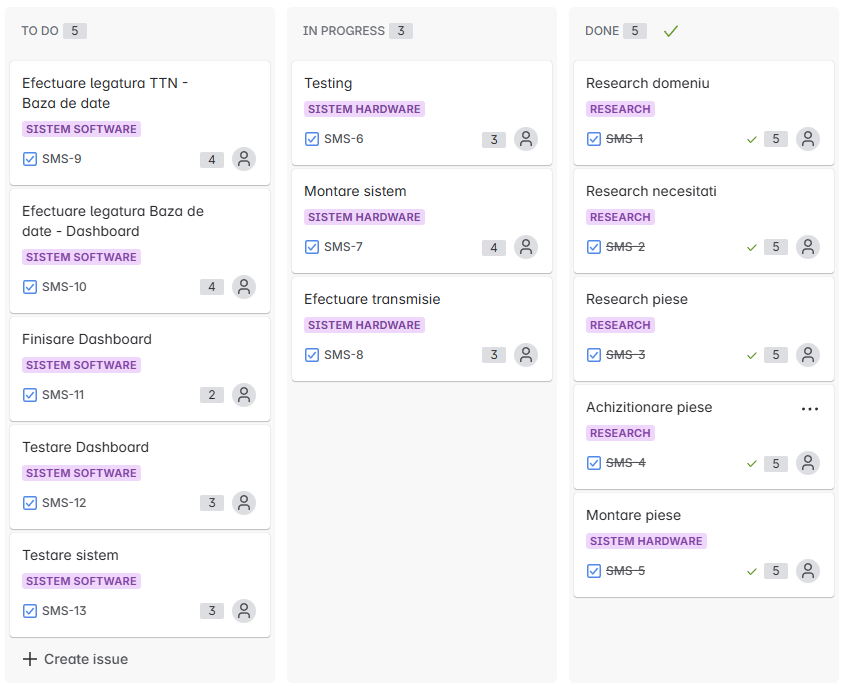 TO DO 5
Efectuare legatura TTN -
Baza de date
SISTEM SOFTWARE
SMS-9 4
Efectuare legatura Baza de
date - Dashboard
SISTEM SOFTWARE
SMS-10 4
Finisare Dashboard
SISTEM SOFTWARE
SMS-11 2
Testare Dashboard
SISTEM SOFTWARE
SMS-12 3
Testare sistem
SISTEM SOFTWARE
SMS-13 3
Create issue
IN PROGRESS 3
Testing
SISTEM HARDWARE
SMS-6 3
Montare sistem
SISTEM HARDWARE
SMS-7 4
Efectuare transmisie
SISTEM HARDWARE
SMS-8 3
DONE 5
Research domeniu
RESEARCH
SMS-1 5
Research necesitati
RESEARCH
SMS-2 5
Research piese
RESEARCH
SMS-3 5
Achizitionare piese
RESEARCH
SMS-4 5
Montare piese
SISTEM HARDWARE
SMS-5 5